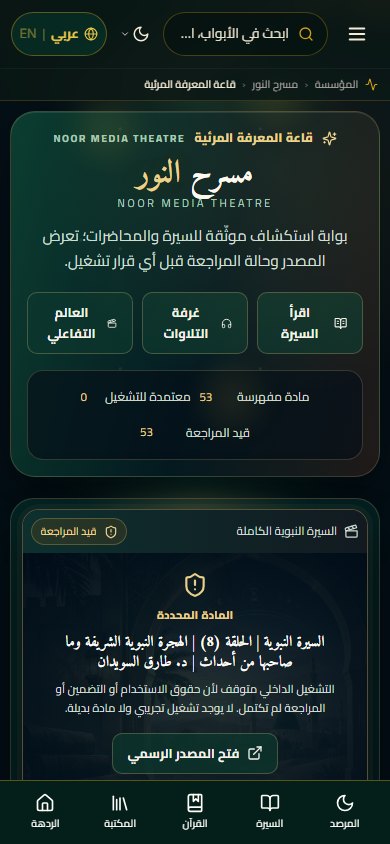 ابحث في الأبواب، ا...
عربي | EN
المؤسسة ‹ مسرح النور ‹ قاعة المعرفة المرئية
قاعة المعرفة المرئية NOOR MEDIA THEATRE
مسرح النور
NOOR MEDIA THEATRE
بوابة استكشاف موثّقة للسيرة والمحاضرات؛ تعرض
المصدر وحالة المراجعة قبل أي قرار تشغيل.
اقرأ السيرة
غرفة التلاوات
العالم التفاعلي
مادة مفهرسة 53 معتمدة للتشغيل 0
قيد المراجعة 53
السيرة النبوية الكاملة
قيد المراجعة
المادة المحددة
السيرة النبوية | الحلقة (8) | الهجرة النبوية الشريفة وما
صاحبها من أحداث | د. طارق السويدان
التشغيل الداخلي متوقف لأن حقوق الاستخدام أو التضمين أو
المراجعة لم تكتمل. لا يوجد تشغيل تجريبي ولا مادة بديلة.
فتح المصدر الرسمي
المرصد
السيرة
القرآن
المكتبة
الردهة